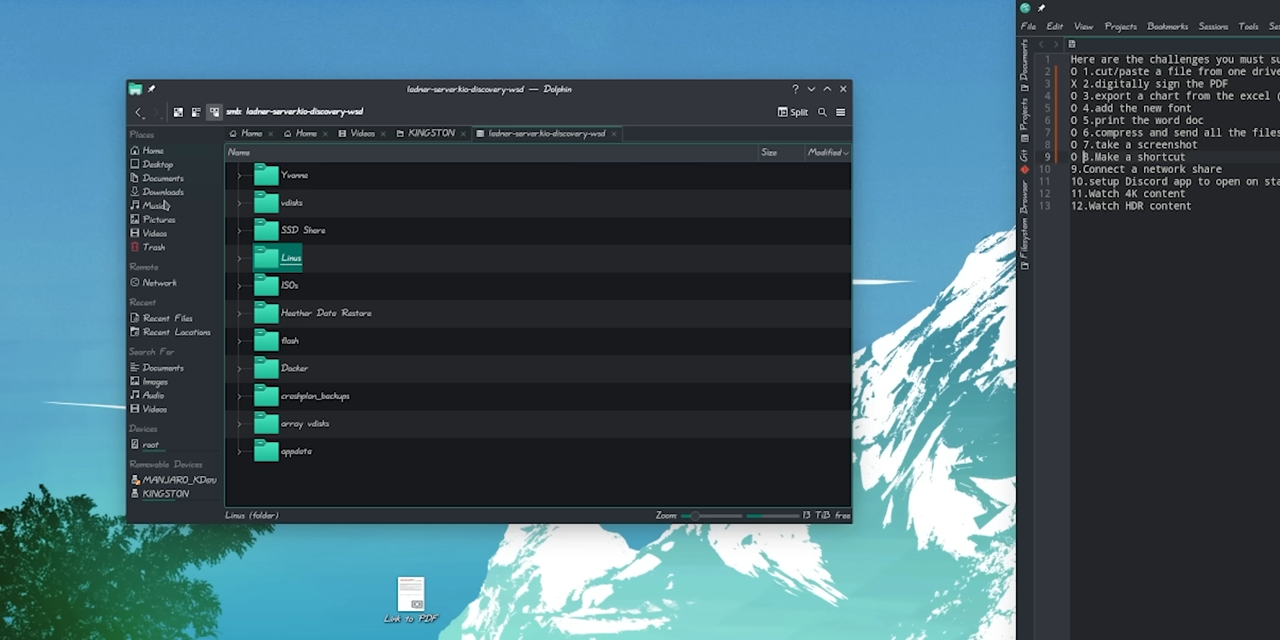 ladner-server.kio-discovery-wsd — Dolphin
smb: ladner-server.kio-discovery-wsd
Split
Places
Home
Desktop
Documents
Downloads
Music
Pictures
Videos
Trash
Remote
Network
Recent
Recent Files
Recent Locations
Search For
Documents
Images
Audio
Videos
Devices
root
Removable Devices
MANJARO_KDEV
KINGSTON
Home
Home
Videos
KINGSTON
ladner-server.kio-discovery-wsd
Name Size Modified
Yvonne
vdisks
SSD Share
Linus
ISOs
Heather Data Restore
flash
Docker
crashplan_backups
array vdisks
appdata
Linus (folder)
Zoom:
13 TiB free
Link to PDF
File Edit View Projects Bookmarks Sessions Tools
Documents
Projects
Git
Filesystem Browser
1 Here are the challenges you must
2 O 1.cut/paste a file from one drive
3 X 2.digitally sign the PDF
4 O 3.export a chart from the excel (
5 O 4.add the new font
6 O 5.print the word doc
7 O 6.compress and send all the files
8 O 7.take a screenshot
9 O 8.Make a shortcut
10 9.Connect a network share
11 10.setup Discord app to open on
12 11.Watch 4K content
13 12.Watch HDR content